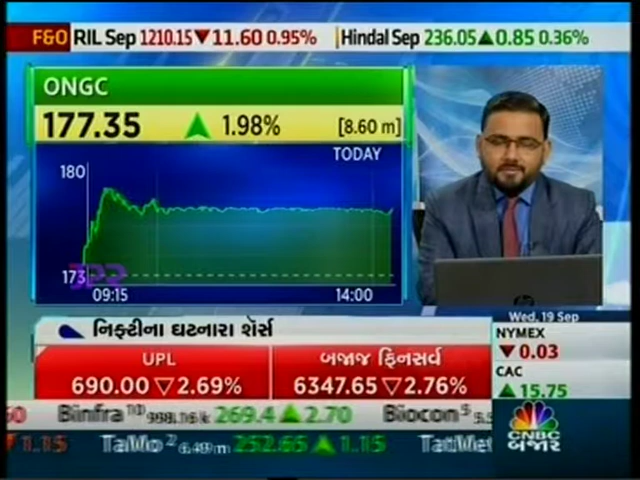 F&O RIL Sep 1210.15▼11.60 0.95% Hindal Sep 236.05▲0.85 0.36%
ONGC
177.35 ▲ 1.98% [8.60 m]
TODAY
180
173
09:15 14:00
Wed, 19 Sep
નિફ્ટીના ઘટનારા શૅર્સ
NYMEX
▼0.03
UPL બજાજ ફિનસર્વ
690.00▽2.69% 6347.65▽2.76%
CAC
▲15.75
Binfra 269.4▲2.70 Biocon
▼1.15 TaMo 252.65▲1.15 TatMet
CNBC
બજાર